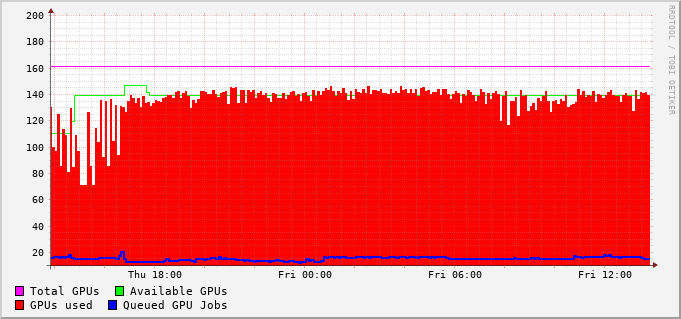 200
180
160
140
120
100
80
60
40
20
Thu 18:00 Fri 00:00 Fri 06:00 Fri 12:00
Total GPUs Available GPUs
GPUs used Queued GPU Jobs
RRDTOOL / TOBI OETIKER